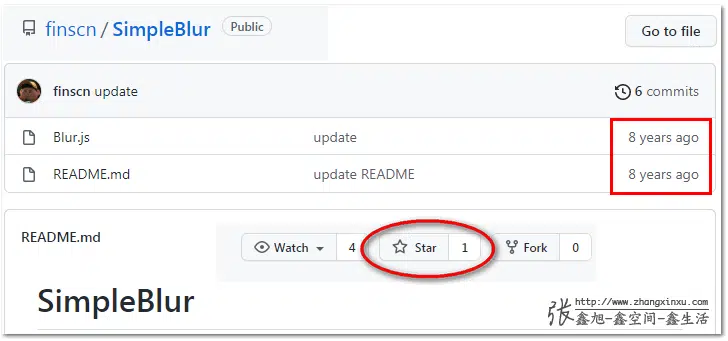 finscn / SimpleBlur Public
Go to file
finscn update
6 commits
Blur.js update 8 years ago
README.md update README 8 years ago
README.md
Watch 4 Star 1 Fork 0
SimpleBlur
http://www.zhangxinxu.com
张鑫旭-鑫空间-鑫生活